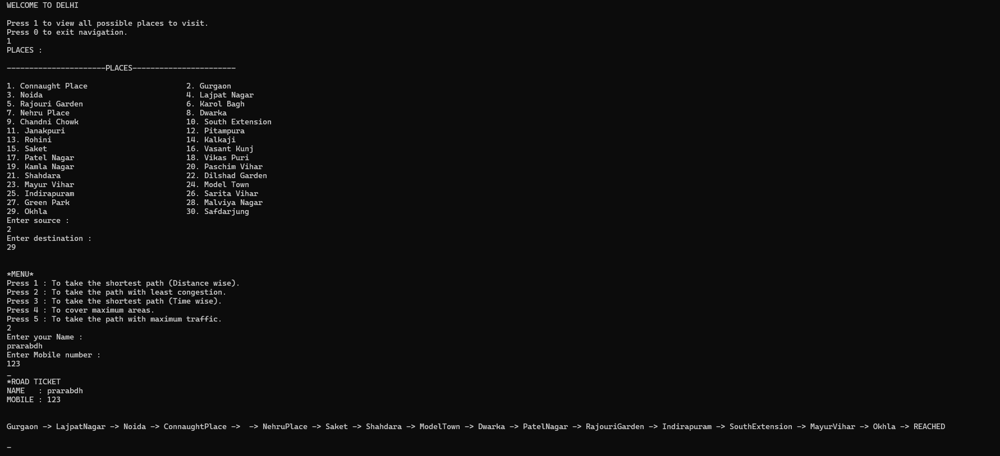 WELCOME TO DELHI
Press 1 to view all possible places to visit.
Press 0 to exit navigation.
1
PLACES :
----------------------PLACES-----------------------
1. Connaught Place                      2. Gurgaon
3. Noida                                4. Lajpat Nagar
5. Rajouri Garden                       6. Karol Bagh
7. Nehru Place                          8. Dwarka
9. Chandni Chowk                        10. South Extension
11. Janakpuri                           12. Pitampura
13. Rohini                              14. Kalkaji
15. Saket                               16. Vasant Kunj
17. Patel Nagar                         18. Vikas Puri
19. Kamla Nagar                         20. Paschim Vihar
21. Shahdara                            22. Dilshad Garden
23. Mayur Vihar                         24. Model Town
25. Indirapuram                         26. Sarita Vihar
27. Green Park                          28. Malviya Nagar
29. Okhla                               30. Safdarjung
Enter source :
2
Enter destination :
29
*MENU*
Press 1 : To take the shortest path (Distance wise).
Press 2 : To take the path with least congestion.
Press 3 : To take the shortest path (Time wise).
Press 4 : To cover maximum areas.
Press 5 : To take the path with maximum traffic.
2
Enter your Name :
prarabdh
Enter Mobile number :
123
_
*ROAD TICKET
NAME   : prarabdh
MOBILE : 123
Gurgaon -> LajpatNagar -> Noida -> ConnaughtPlace ->  -> NehruPlace -> Saket -> Shahdara -> ModelTown -> Dwarka -> PatelNagar -> RajouriGarden -> Indirapuram -> SouthExtension -> MayurVihar -> Okhla -> REACHED
_